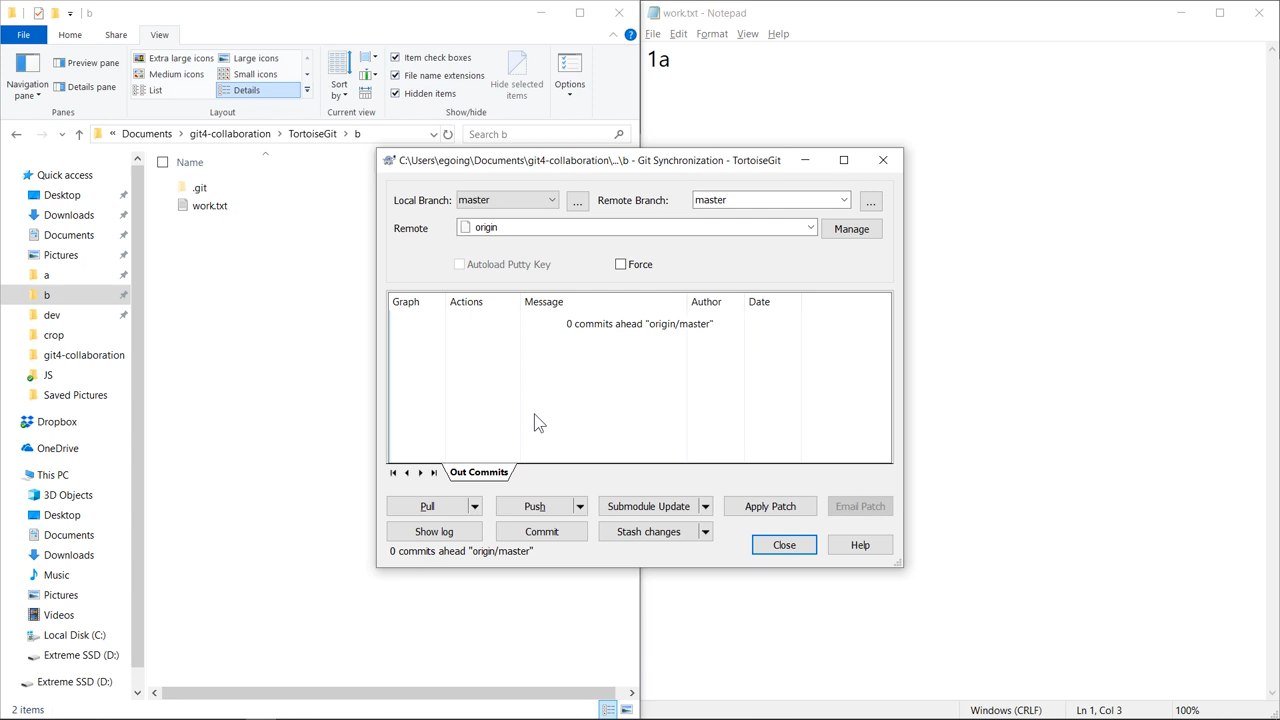 b
File
Home
Share
View
Navigation pane
Preview pane
Details pane
Panes
Extra large icons
Large icons
Medium icons
Small icons
List
Details
Layout
Sort by
Current view
Item check boxes
File name extensions
Hidden items
Hide selected items
Show/hide
Options
« Documents > git4-collaboration > TortoiseGit > b
Search b
Quick access
Desktop
Downloads
Documents
Pictures
a
b
dev
crop
git4-collaboration
JS
Saved Pictures
Dropbox
OneDrive
This PC
3D Objects
Desktop
Documents
Downloads
Music
Pictures
Videos
Local Disk (C:)
Extreme SSD (D:)
Extreme SSD (D:)
Name
.git
work.txt
2 items
C:\Users\egoing\Documents\git4-collaboration\...\b - Git Synchronization - TortoiseGit
Local Branch:
master
...
Remote Branch:
master
...
Remote
origin
Manage
Autoload Putty Key
Force
Graph
Actions
Message
Author
Date
0 commits ahead "origin/master"
Out Commits
Pull
Push
Submodule Update
Apply Patch
Email Patch
Show log
Commit
Stash changes
Close
Help
0 commits ahead "origin/master"
work.txt - Notepad
File
Edit
Format
View
Help
1a
Windows (CRLF)
Ln 1, Col 3
100%